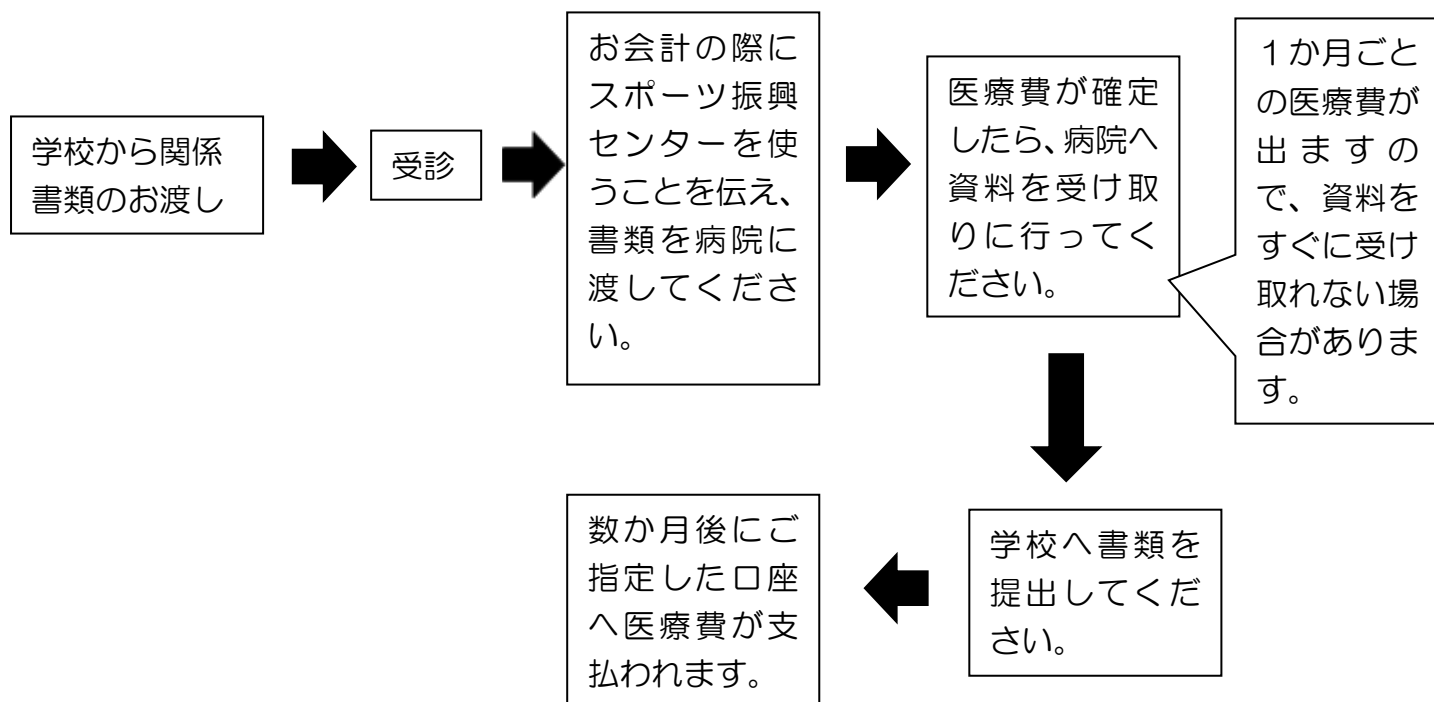 学校から関係
書類のお渡し
受診
お会計の際に
スポーツ振興
センターを使
うことを伝え、
書類を病院に
渡してくださ
い。
医療費が確定
したら、病院へ
資料を受け取
りに行ってく
ださい。
１か月ごと
の医療費が
出ますの
で、資料を
すぐに受け
取れない場
合がありま
す。
学校へ書類を
提出してくだ
さい。
数か月後にご
指定した口座
へ医療費が支
払われます。